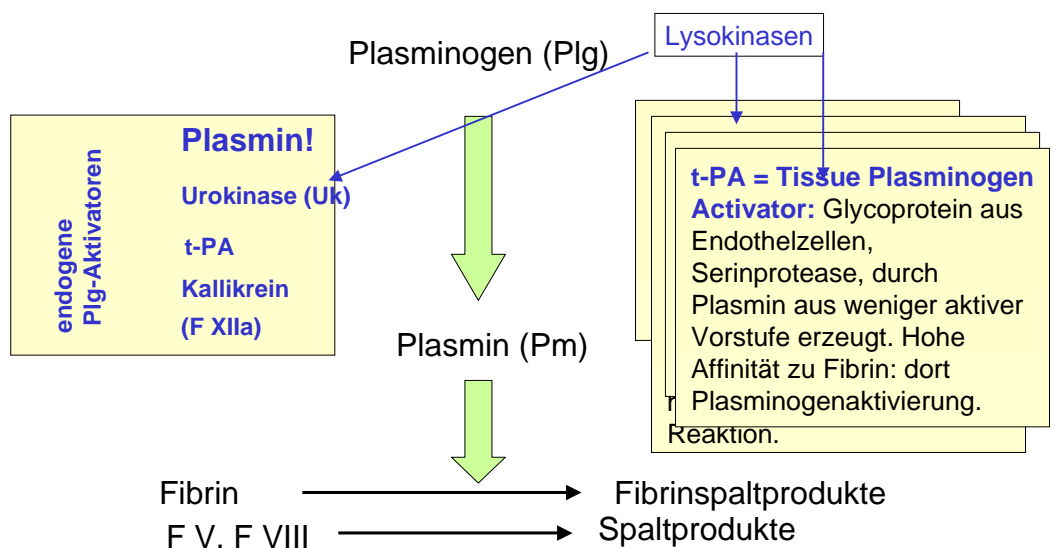 Lysokinasen
Plasminogen (Plg)
endogene
Plg-Aktivatoren
Plasmin!
Urokinase (Uk)
t-PA
Kallikrein
(F XIIa)
t-PA = Tissue Plasminogen
Activator: Glycoprotein aus
Endothelzellen,
Serinprotease, durch
Plasmin aus weniger aktiver
Vorstufe erzeugt. Hohe
Affinität zu Fibrin: dort
Plasminogenaktivierung.
Reaktion.
Plasmin (Pm)
Fibrin
Fibrinspaltprodukte
F V, F VIII
Spaltprodukte